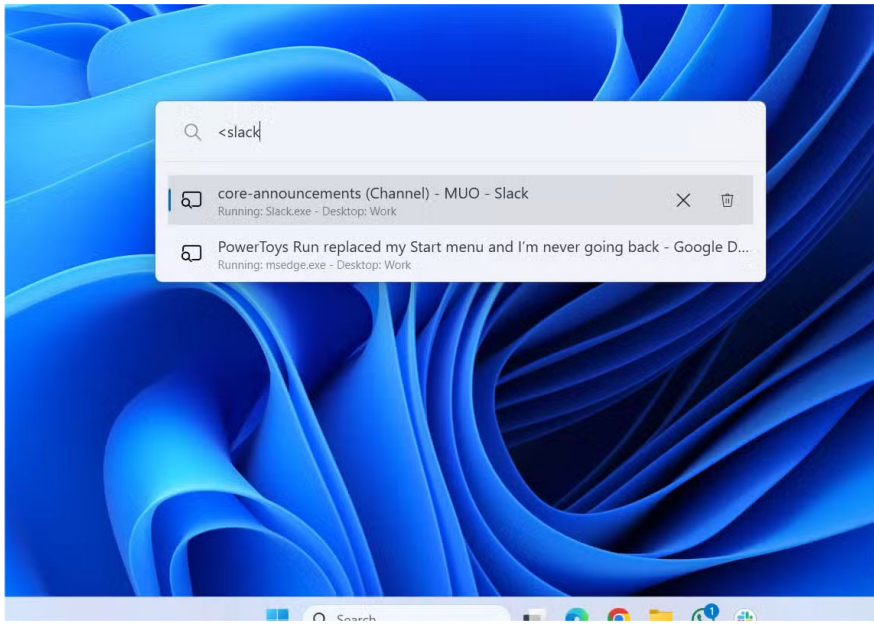 <slack
core-announcements (Channel) - MUO - Slack
Running: Slack.exe - Desktop: Work
PowerToys Run replaced my Start menu and I'm never going back - Google D...
Running: msedge.exe - Desktop: Work
Search
1